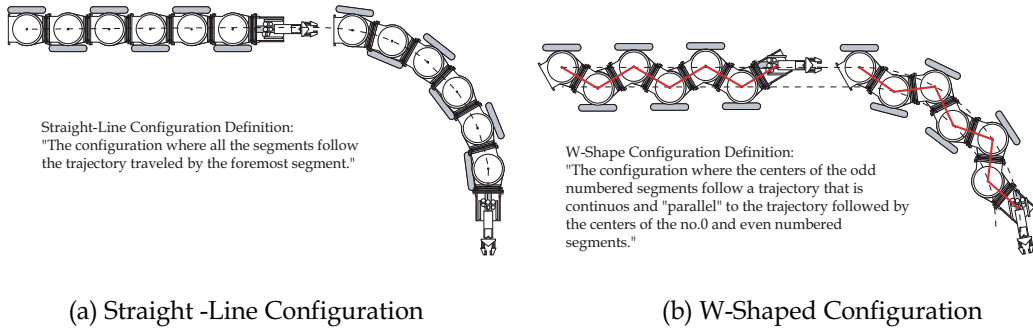 Straight-Line Configuration Definition:
"The configuration where all the segments follow
the trajectory traveled by the foremost segment."
W-Shape Configuration Definition:
"The configuration where the centers of the odd
numbered segments follow a trajectory that is
continuos and "parallel" to the trajectory followed by
the centers of the no.0 and even numbered
segments."
(a) Straight -Line Configuration
(b) W-Shaped Configuration